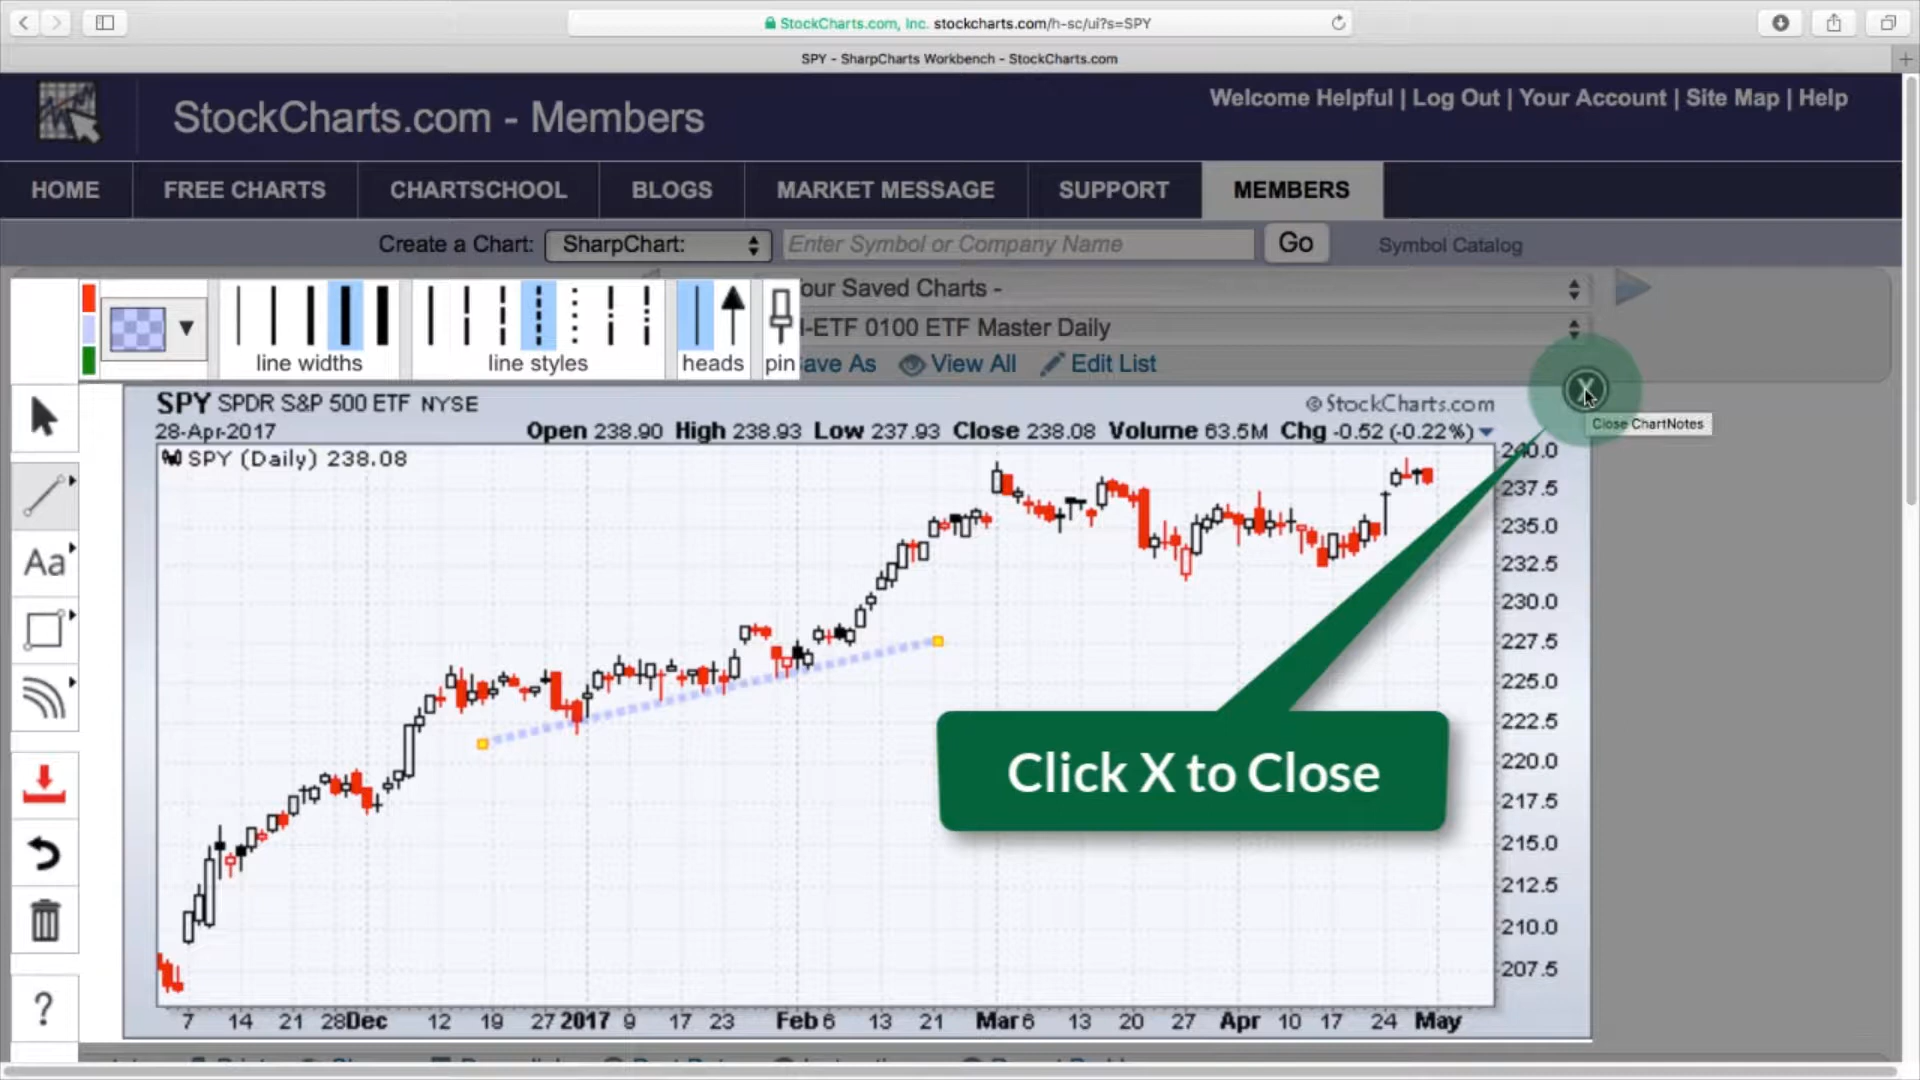 StockCharts.com, Inc. stockcharts.com/h-sc/ui?s=SPY
SPY - SharpCharts Workbench - StockCharts.com
StockCharts.com - Members
Welcome Helpful | Log Out | Your Account | Site Map | Help
HOME FREE CHARTS CHARTSCHOOL BLOGS MARKET MESSAGE SUPPORT MEMBERS
Create a Chart: SharpChart: Enter Symbol or Company Name Go Symbol Catalog
our Saved Charts -
I-ETF 0100 ETF Master Daily
line widths line styles heads pin
ave As View All Edit List
X
Close ChartNotes
SPY SPDR S&P 500 ETF NYSE
© StockCharts.com
28-Apr-2017 Open 238.90 High 238.93 Low 237.93 Close 238.08 Volume 63.5M Chg -0.52 (-0.22%)
SPY (Daily) 238.08
240.0
237.5
235.0
232.5
230.0
227.5
225.0
222.5
220.0
217.5
215.0
212.5
210.0
207.5
Aa
?
Click X to Close
7 14 21 28 Dec 12 19 27 2017 9 17 23 Feb 6 13 21 Mar 6 13 20 27 Apr 10 17 24 May